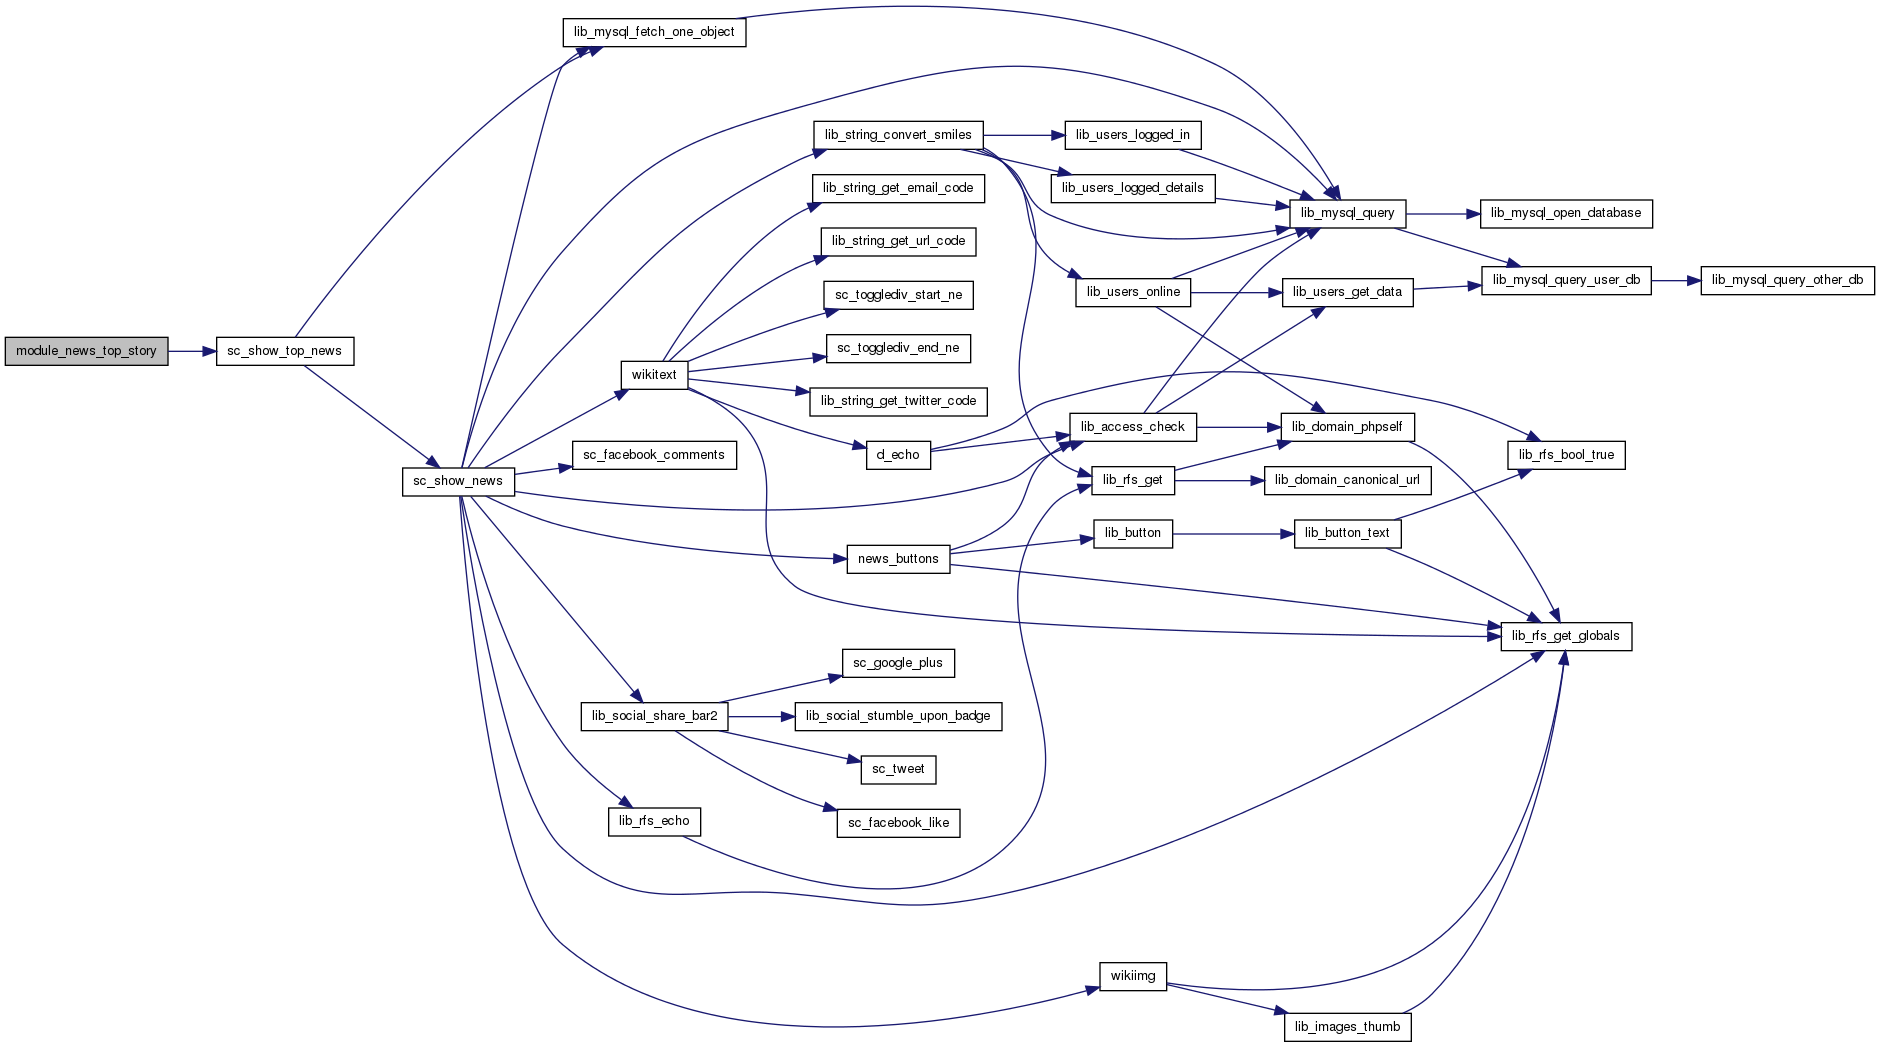 lib_mysql_fetch_one_object
lib_string_convert_smiles
lib_users_logged_in
lib_string_get_email_code
lib_users_logged_details
lib_mysql_query
lib_mysql_open_database
lib_string_get_url_code
lib_users_online
lib_users_get_data
lib_mysql_query_user_db
lib_mysql_query_other_db
sc_togglediv_start_ne
module_news_top_story
sc_show_top_news
sc_togglediv_end_ne
wikitext
lib_string_get_twitter_code
lib_access_check
lib_domain_phpself
sc_facebook_comments
d_echo
lib_rfs_bool_true
sc_show_news
lib_rfs_get
lib_domain_canonical_url
lib_button
lib_button_text
news_buttons
lib_rfs_get_globals
sc_google_plus
lib_social_share_bar2
lib_social_stumble_upon_badge
sc_tweet
lib_rfs_echo
sc_facebook_like
wikiimg
lib_images_thumb